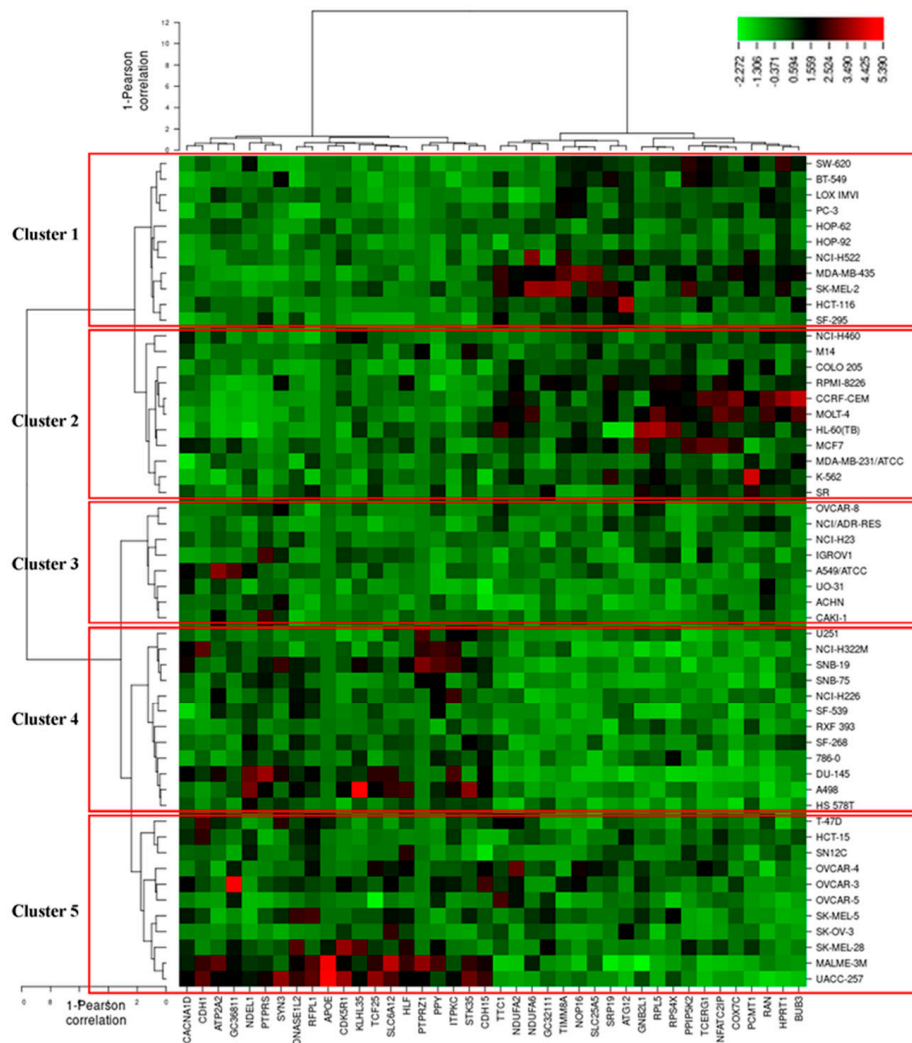 12
10
8
6
4
2
0
1-Pearson
correlation
-2.272
-1.306
-0.371
0.594
1.559
2.524
3.490
4.425
5.390
Cluster 1
SW-620
BT-549
LOX IMVI
PC-3
HOP-62
HOP-92
NCI-H522
MDA-MB-435
SK-MEL-2
HCT-116
SF-295
Cluster 2
NCI-H460
M14
COLO 205
RPMI-8226
CCRF-CEM
MOLT-4
HL-60(TB)
MCF7
MDA-MB-231/ATCC
K-562
SR
Cluster 3
OVCAR-8
NCI/ADR-RES
NCI-H23
IGROV1
A549/ATCC
UO-31
ACHN
CAKI-1
Cluster 4
U251
NCI-H322M
SNB-19
SNB-75
NCI-H226
SF-539
RXF 393
SF-268
786-0
DU-145
A498
HS 578T
Cluster 5
T-47D
HCT-15
SN12C
OVCAR-4
OVCAR-3
OVCAR-5
SK-MEL-5
SK-OV-3
SK-MEL-28
MALME-3M
UACC-257
8 6 4 2 0
1-Pearson
correlation
CACNA1D
CDH1
ATP2A2
GC36811
NDEL1
PTPRS
SYN3
DNASE1L2
RFPL1
APOE
CDK5R1
KLHL35
TCF25
SLC6A12
HLF
PTPRZ1
PPY
ITPKC
STK35
CDH15
TTC1
NDUFA2
NDUFA6
GC32111
TIMM8A
NOP16
SLC25A5
SRP19
ATG12
GNB2L1
RPL5
RPS4X
PPIP5K2
TCERG1
NFATC2IP
COX7C
PCMT1
RAN
HPRT1
BUB3